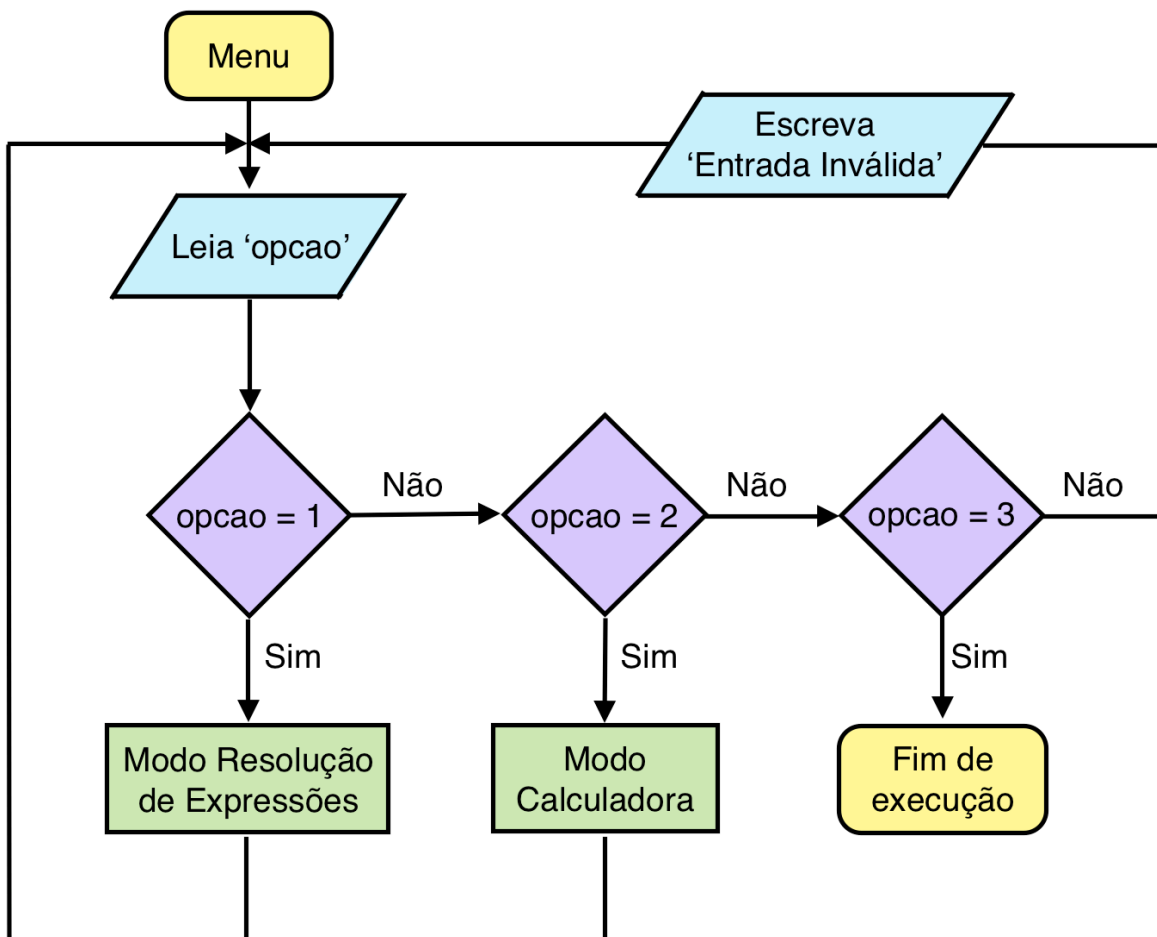 Menu
Escreva
‘Entrada Inválida’
Leia ‘opcao’
opcao = 1
Não
opcao = 2
Não
opcao = 3
Não
Sim
Sim
Sim
Modo Resolução
de Expressões
Modo
Calculadora
Fim de
execução